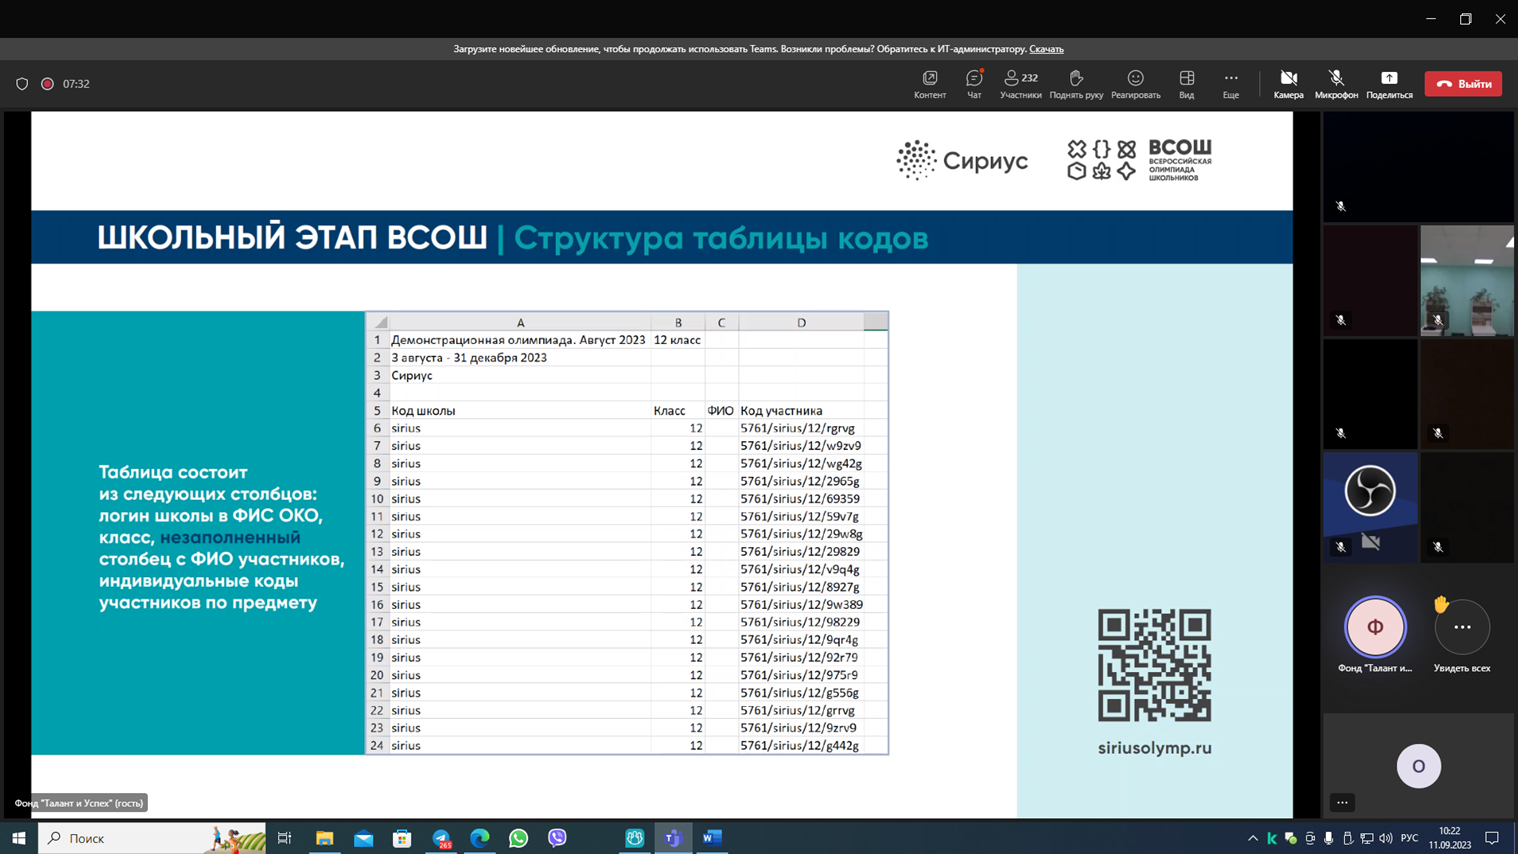 Загрузите новейшее обновление, чтобы продолжать использовать Teams. Возникли проблемы? Обратитесь к ИТ-администратору. Скачать
07:32
Контент
Чат
232
Участники
Поднять руку
Реагировать
Вид
Еще
Камера
Микрофон
Поделиться
Выйти
Сириус
ВСОШ
ВСЕРОССИЙСКАЯ
ОЛИМПИАДА
ШКОЛЬНИКОВ
ШКОЛЬНЫЙ ЭТАП ВСОШ | Структура таблицы кодов
Таблица состоит
из следующих столбцов:
логин школы в ФИС ОКО,
класс, незаполненный
столбец с ФИО участников,
индивидуальные коды
участников по предмету
A B C D
1 Демонстрационная олимпиада. Август 2023 12 класс
2 3 августа - 31 декабря 2023
3 Сириус
4
5 Код школы Класс ФИО Код участника
6 sirius 12 5761/sirius/12/rgrvg
7 sirius 12 5761/sirius/12/w9zv9
8 sirius 12 5761/sirius/12/wg42g
9 sirius 12 5761/sirius/12/2965g
10 sirius 12 5761/sirius/12/69359
11 sirius 12 5761/sirius/12/59v7g
12 sirius 12 5761/sirius/12/29w8g
13 sirius 12 5761/sirius/12/29829
14 sirius 12 5761/sirius/12/v9q4g
15 sirius 12 5761/sirius/12/8927g
16 sirius 12 5761/sirius/12/9w389
17 sirius 12 5761/sirius/12/98229
18 sirius 12 5761/sirius/12/9qr4g
19 sirius 12 5761/sirius/12/92r79
20 sirius 12 5761/sirius/12/975r9
21 sirius 12 5761/sirius/12/g556g
22 sirius 12 5761/sirius/12/grrvg
23 sirius 12 5761/sirius/12/9zrv9
24 sirius 12 5761/sirius/12/g442g
siriusolymp.ru
Ф
Фонд "Талант и...
Увидеть всех
О
Фонд "Талант и Успех" (гость)
Поиск
265
РУС
10:22
11.09.2023